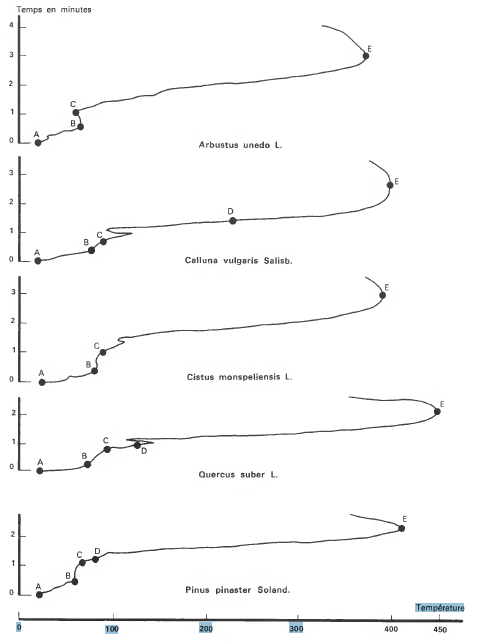 Temps en minutes
4
3
2
1
0
A
B
C
E
Arbustus unedo L.
3
2
1
0
A
B
C
D
E
Calluna vulgaris Salisb.
3
2
1
0
A
B
C
E
Cistus monspeliensis L.
2
1
0
A
B
C
D
E
Quercus suber L.
2
1
0
A
B
C
D
E
Pinus pinaster Soland.
Température
0 100 200 300 400 450